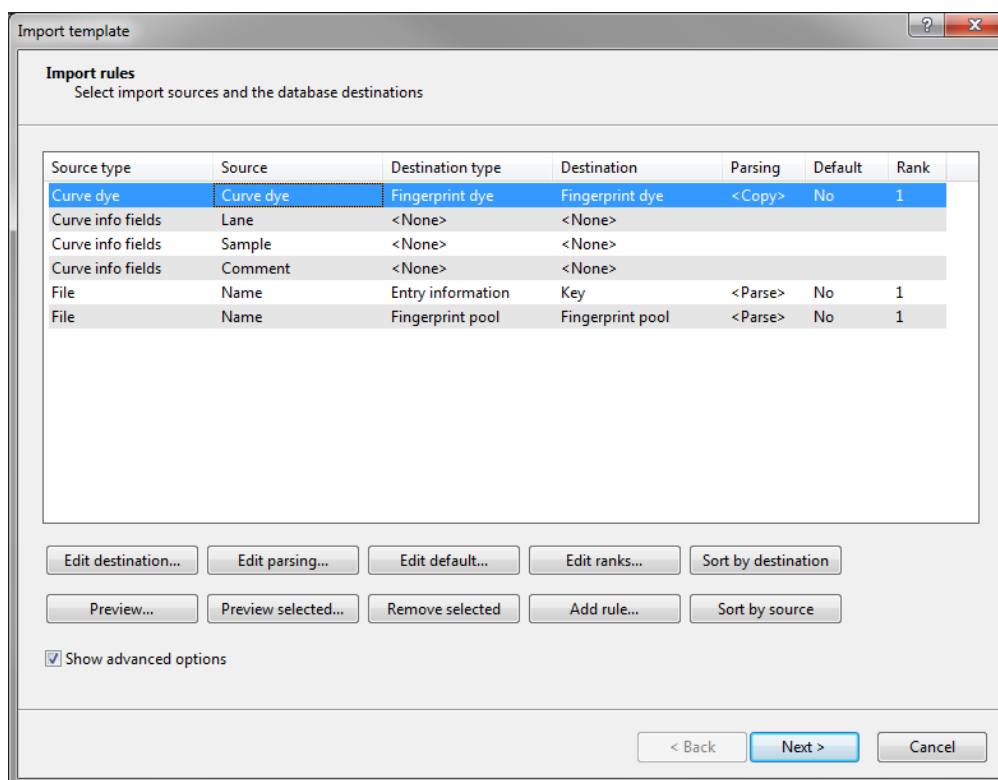 Import template
Import rules
Select import sources and the database destinations
Source type Source Destination type Destination Parsing Default Rank
Curve dye Curve dye Fingerprint dye Fingerprint dye <Copy> No 1
Curve info fields Lane <None> <None>
Curve info fields Sample <None> <None>
Curve info fields Comment <None> <None>
File Name Entry information Key <Parse> No 1
File Name Fingerprint pool Fingerprint pool <Parse> No 1
Edit destination... Edit parsing... Edit default... Edit ranks... Sort by destination
Preview... Preview selected... Remove selected Add rule... Sort by source
Show advanced options
< Back Next > Cancel